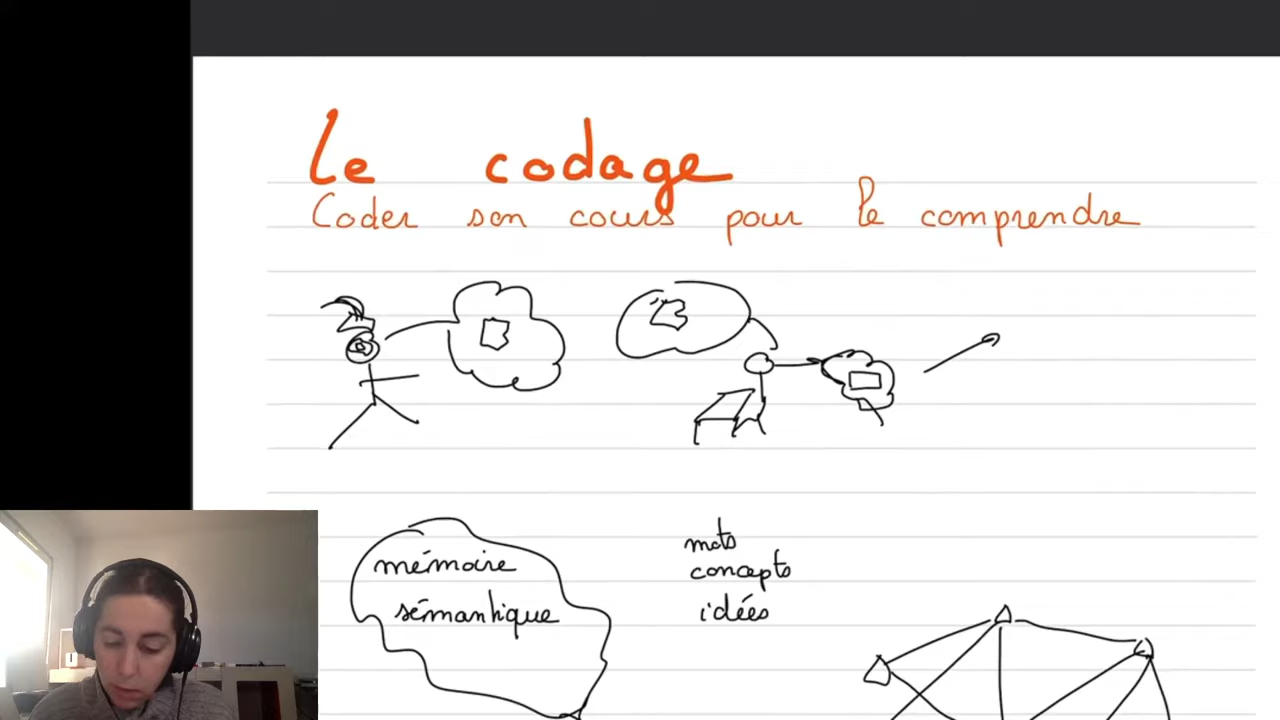 Le codage
Coder son cours pour le comprendre
mémoire
sémantique
mots
concepts
idées